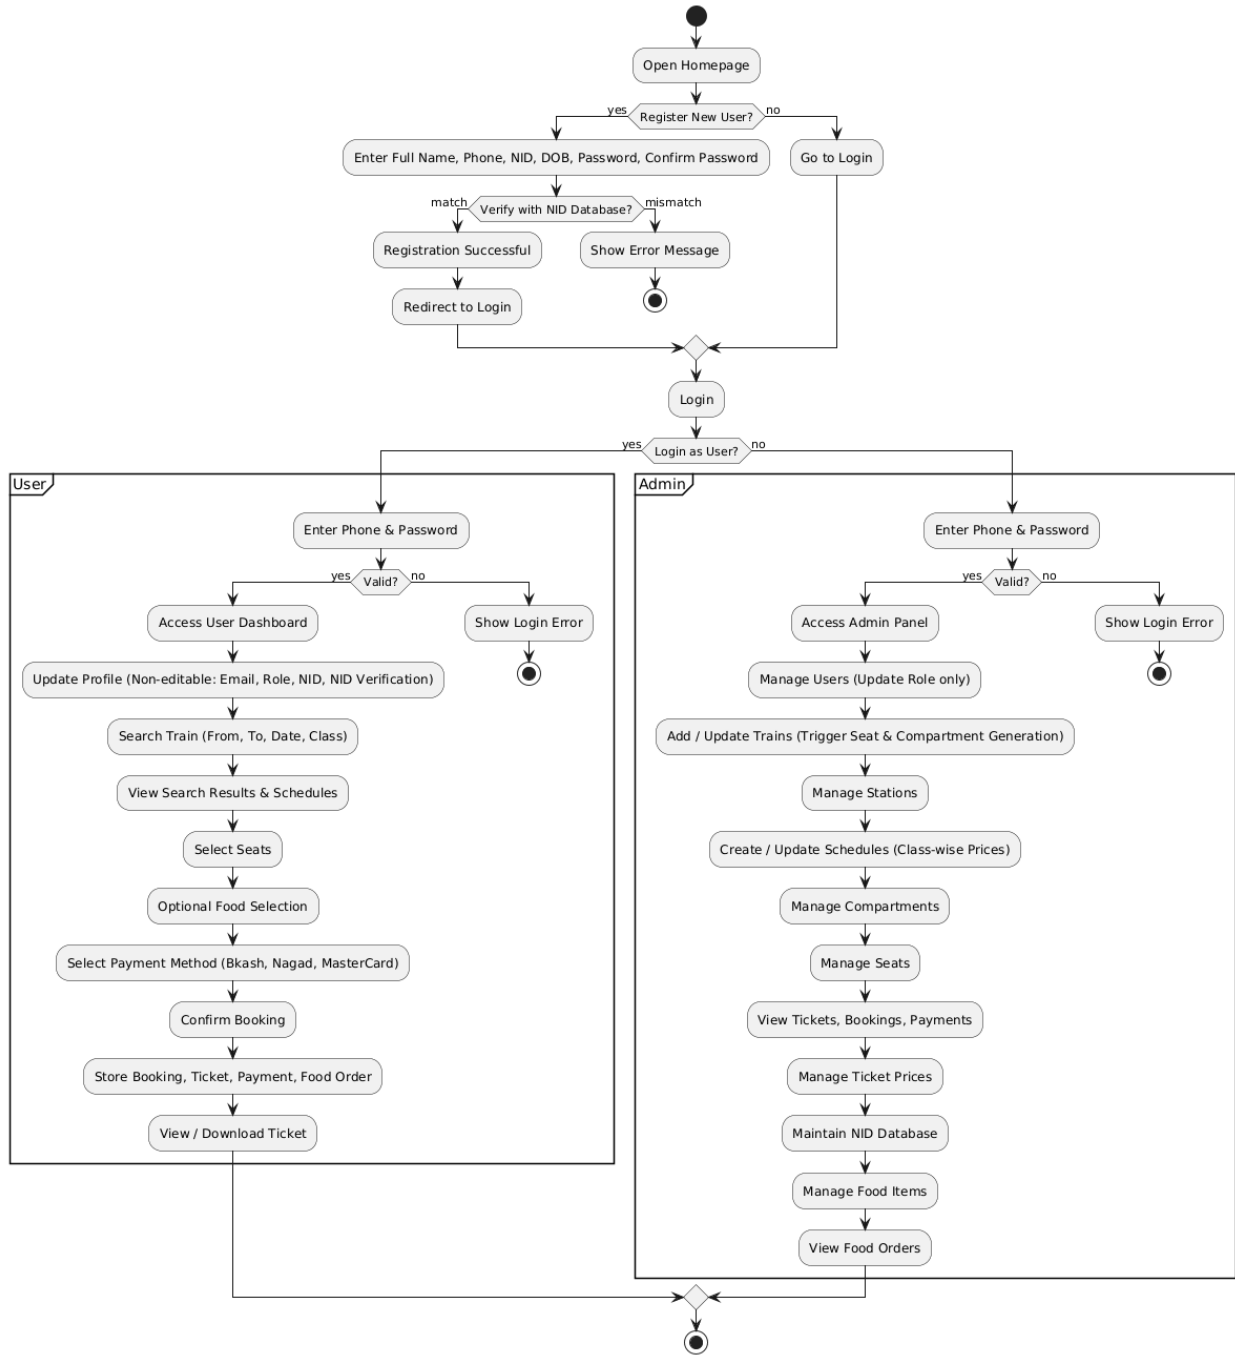 Open Homepage
yes
Register New User?
no
Enter Full Name, Phone, NID, DOB, Password, Confirm Password
Go to Login
match
Verify with NID Database?
mismatch
Registration Successful
Show Error Message
Redirect to Login
Login
yes
Login as User?
no
User
Enter Phone & Password
yes
Valid?
no
Access User Dashboard
Show Login Error
Update Profile (Non-editable: Email, Role, NID, NID Verification)
Search Train (From, To, Date, Class)
View Search Results & Schedules
Select Seats
Optional Food Selection
Select Payment Method (Bkash, Nagad, MasterCard)
Confirm Booking
Store Booking, Ticket, Payment, Food Order
View / Download Ticket
Admin
Enter Phone & Password
yes
Valid?
no
Access Admin Panel
Show Login Error
Manage Users (Update Role only)
Add / Update Trains (Trigger Seat & Compartment Generation)
Manage Stations
Create / Update Schedules (Class-wise Prices)
Manage Compartments
Manage Seats
View Tickets, Bookings, Payments
Manage Ticket Prices
Maintain NID Database
Manage Food Items
View Food Orders